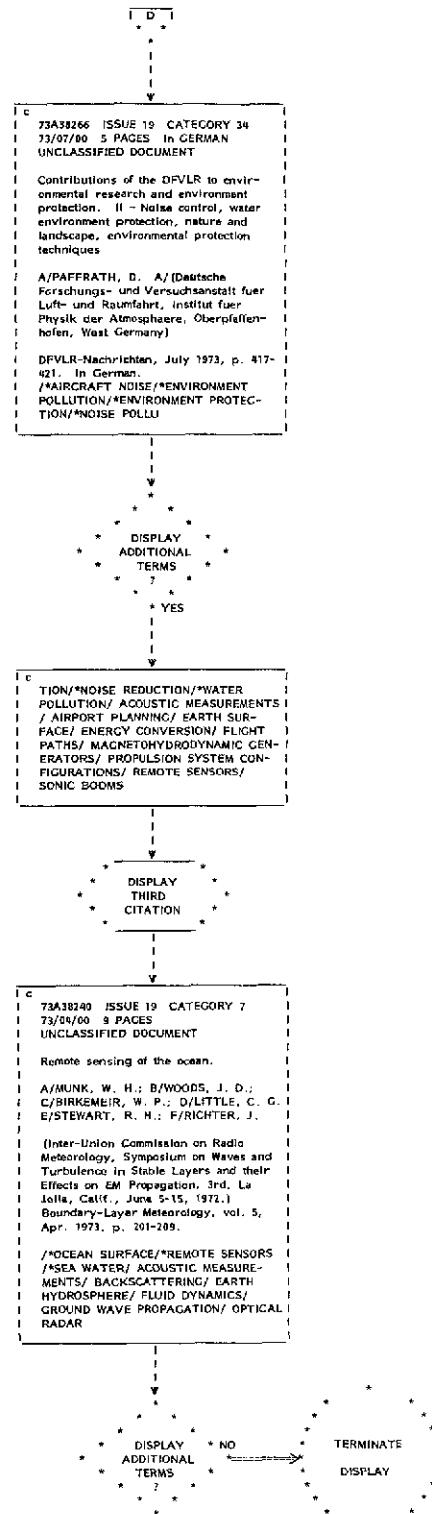 D
C
73A38266 ISSUE 19 CATEGORY 34
73/07/00 5 PAGES In GERMAN
UNCLASSIFIED DOCUMENT
Contributions of the DFVLR to envir-
onmental research and environment
protection. II - Noise control, water
environment protection, nature and
landscape, environmental protection
techniques
A/PAFFRATH, D. A/(Deutsche
Forschungs- und Versuchsanstalt fuer
Luft- und Raumfahrt, Institut fuer
Physik der Atmosphaere, Oberpfaffen-
hofen, West Germany)
DFVLR-Nachrichten, July 1973, p. 417-
421. In German.
/*AIRCRAFT NOISE/*ENVIRONMENT
POLLUTION/*ENVIRONMENT PROTEC-
TION/*NOISE POLLU
DISPLAY
ADDITIONAL
TERMS
?
YES
C
TION/*NOISE REDUCTION/*WATER
POLLUTION/ ACOUSTIC MEASUREMENTS
/ AIRPORT PLANNING/ EARTH SUR-
FACE/ ENERGY CONVERSION/ FLIGHT
PATHS/ MAGNETOHYDRODYNAMIC GEN-
ERATORS/ PROPULSION SYSTEM CON-
FIGURATIONS/ REMOTE SENSORS/
SONIC BOOMS
DISPLAY
THIRD
CITATION
C
73A38240 ISSUE 19 CATEGORY 7
73/04/00 9 PAGES
UNCLASSIFIED DOCUMENT
Remote sensing of the ocean.
A/MUNK, W. H.; B/WOODS, J. D.;
C/BIRKEMEIR, W. P.; D/LITTLE, C. G.
E/STEWART, R. H.; F/RICHTER, J.
(Inter-Union Commission on Radio
Meteorology, Symposium on Waves and
Turbulence in Stable Layers and their
Effects on EM Propagation, 3rd, La
Jolla, Calif., June 5-15, 1972.)
Boundary-Layer Meteorology, vol. 5,
Apr. 1973, p. 201-209.
/*OCEAN SURFACE/*REMOTE SENSORS
/*SEA WATER/ ACOUSTIC MEASURE-
MENTS/ BACKSCATTERING/ EARTH
HYDROSPHERE/ FLUID DYNAMICS/
GROUND WAVE PROPAGATION/ OPTICAL
RADAR
DISPLAY
ADDITIONAL
TERMS
?
NO
TERMINATE
DISPLAY